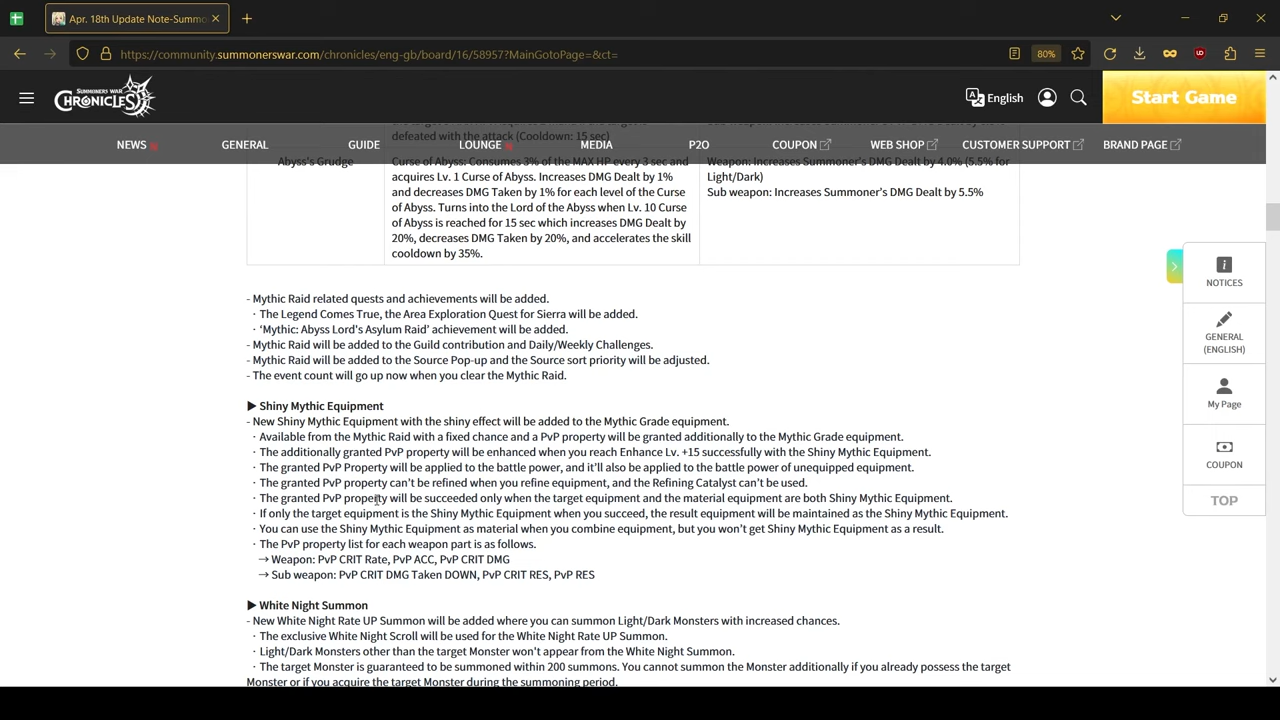 Apr. 18th Update Note-Summo
https://community.summonerswar.com/chronicles/eng-gb/board/16/58957?MainGotoPage=&ct=
80%
SUMMONERS WAR
CHRONICLES
English
Start Game
NEWS
GENERAL
GUIDE
LOUNGE
MEDIA
P2O
COUPON
WEB SHOP
CUSTOMER SUPPORT
BRAND PAGE
defeated with the attack (Cooldown: 15 sec)
Abyss's Grudge
Curse of Abyss: Consumes 3% of the MAX HP every 3 sec and
acquires Lv. 1 Curse of Abyss. Increases DMG Dealt by 1%
and decreases DMG Taken by 1% for each level of the Curse
of Abyss. Turns into the Lord of the Abyss when Lv. 10 Curse
of Abyss is reached for 15 sec which increases DMG Dealt by
20%, decreases DMG Taken by 20%, and accelerates the skill
cooldown by 35%.
Weapon: Increases Summoner's DMG Dealt by 4.0% (5.5% for
Light/Dark)
Sub weapon: Increases Summoner's DMG Dealt by 5.5%
- Mythic Raid related quests and achievements will be added.
· The Legend Comes True, the Area Exploration Quest for Sierra will be added.
· ‘Mythic: Abyss Lord's Asylum Raid’ achievement will be added.
- Mythic Raid will be added to the Guild contribution and Daily/Weekly Challenges.
- Mythic Raid will be added to the Source Pop-up and the Source sort priority will be adjusted.
- The event count will go up now when you clear the Mythic Raid.
▶ Shiny Mythic Equipment
- New Shiny Mythic Equipment with the shiny effect will be added to the Mythic Grade equipment.
· Available from the Mythic Raid with a fixed chance and a PvP property will be granted additionally to the Mythic Grade equipment.
· The additionally granted PvP property will be enhanced when you reach Enhance Lv. +15 successfully with the Shiny Mythic Equipment.
· The granted PvP Property will be applied to the battle power, and it’ll also be applied to the battle power of unequipped equipment.
· The granted PvP property can’t be refined when you refine equipment, and the Refining Catalyst can’t be used.
· The granted PvP property will be succeeded only when the target equipment and the material equipment are both Shiny Mythic Equipment.
· If only the target equipment is the Shiny Mythic Equipment when you succeed, the result equipment will be maintained as the Shiny Mythic Equipment.
· You can use the Shiny Mythic Equipment as material when you combine equipment, but you won’t get Shiny Mythic Equipment as a result.
· The PvP property list for each weapon part is as follows.
→ Weapon: PvP CRIT Rate, PvP ACC, PvP CRIT DMG
→ Sub weapon: PvP CRIT DMG Taken DOWN, PvP CRIT RES, PvP RES
▶ White Night Summon
- New White Night Rate UP Summon will be added where you can summon Light/Dark Monsters with increased chances.
· The exclusive White Night Scroll will be used for the White Night Rate UP Summon.
· Light/Dark Monsters other than the target Monster won’t appear from the White Night Summon.
· The target Monster is guaranteed to be summoned within 200 summons. You cannot summon the Monster additionally if you already possess the target
Monster or if you acquire the target Monster during the summoning period.
NOTICES
GENERAL
(ENGLISH)
My Page
COUPON
TOP